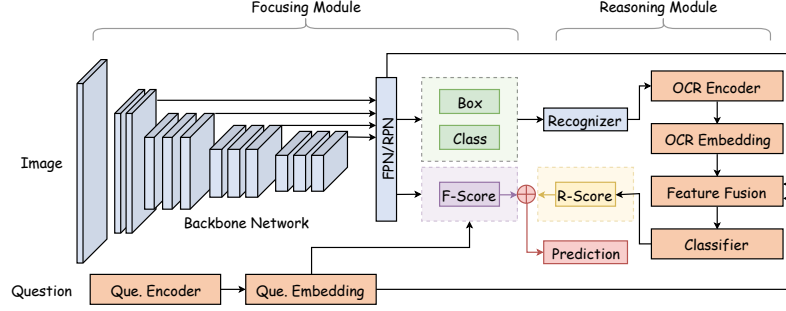 Focusing Module
Reasoning Module
Image
Backbone Network
FPN/RPN
Box
Class
F-Score
R-Score
Recognizer
Prediction
OCR Encoder
OCR Embedding
Feature Fusion
Classifier
Question
Que. Encoder
Que. Embedding